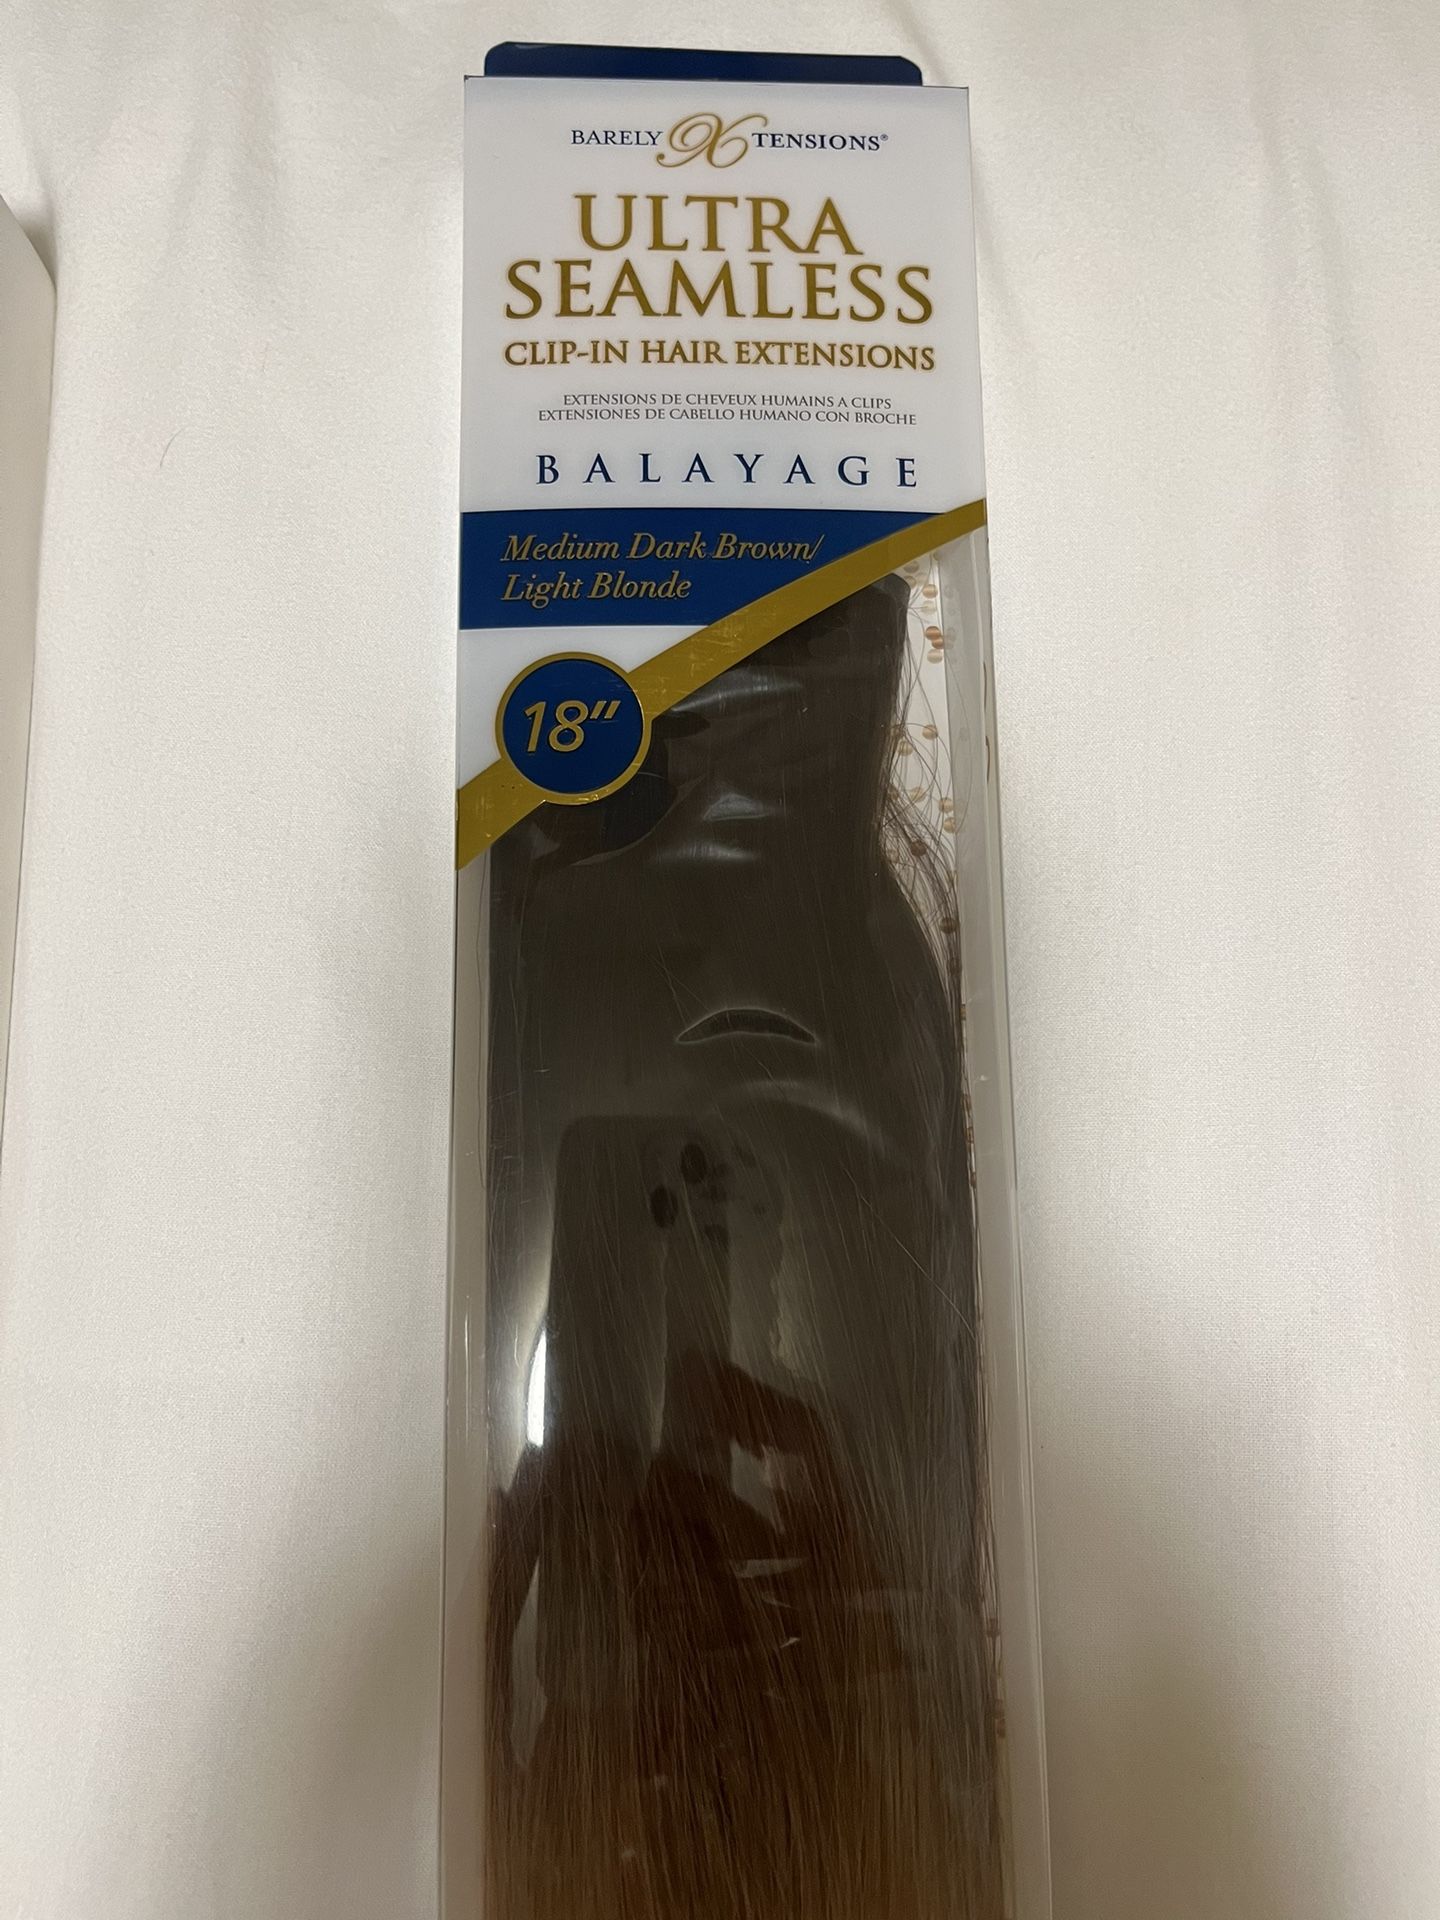 BARELY XTENSIONS®
ULTRA
SEAMLESS
CLIP-IN HAIR EXTENSIONS
EXTENSIONS DE CHEVEUX HUMAINS A CLIPS
EXTENSIONES DE CABELLO HUMANO CON BROCHE
BALAYAGE
Medium Dark Brown/
Light Blonde
18"